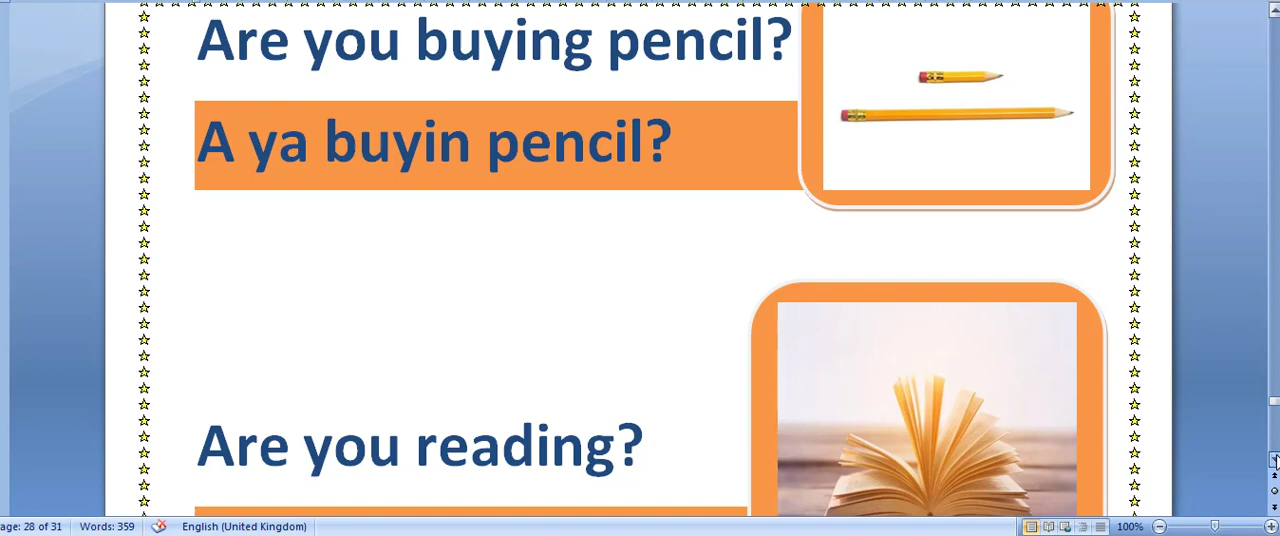 Are you buying pencil?
A ya buyin pencil?
Are you reading?
age: 28 of 31 Words: 359 English (United Kingdom) 100%